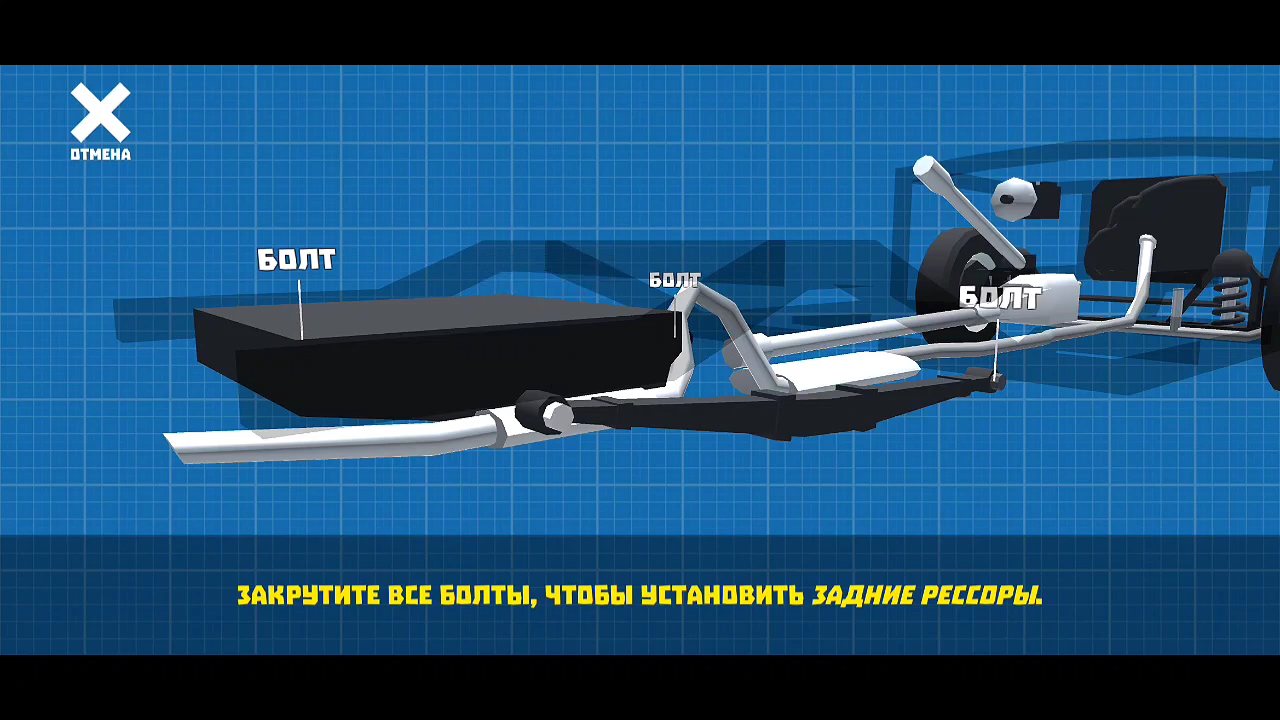 ОТМЕНА
БОЛТ
БОЛТ
БОЛТ
ЗАКРУТИТЕ ВСЕ БОЛТЫ, ЧТОБЫ УСТАНОВИТЬ ЗАДНИЕ РЕССОРЫ.